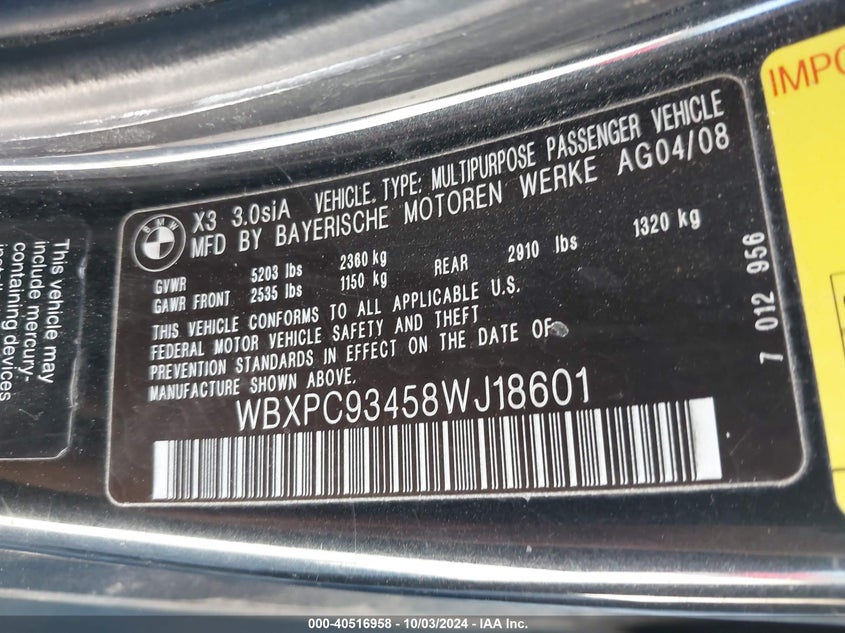 BMW
X3 3.0siA VEHICLE TYPE: MULTIPURPOSE PASSENGER VEHICLE
MFD BY BAYERISCHE MOTOREN WERKE AG04/08
GVWR 5203 lbs 2360 kg
GAWR FRONT 2535 lbs 1150 kg REAR 2910 lbs 1320 kg
THIS VEHICLE CONFORMS TO ALL APPLICABLE U.S.
FEDERAL MOTOR VEHICLE SAFETY AND THEFT
PREVENTION STANDARDS IN EFFECT ON THE DATE OF
MANUFACTURE SHOWN ABOVE.
WBXPC93458WJ18601
7 012 956
This vehicle may
include mercury-
containing devices
000-40516958 - 10/03/2024 - © IAA Inc.